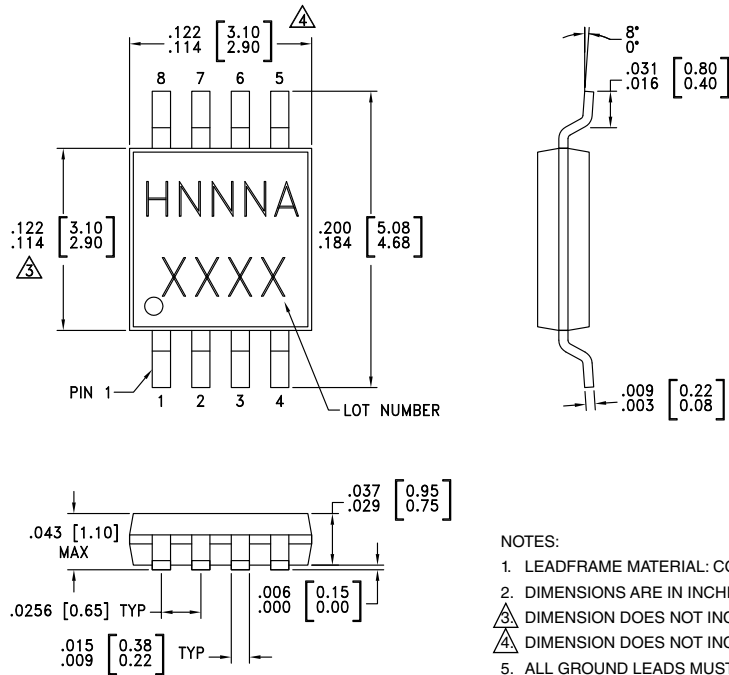 .122 [3.10]
.114 [2.90]
4
8 7 6 5
8°
0°
.031 [0.80]
.016 [0.40]
HNNNA
XXXX
.122 [3.10]
.114 [2.90]
3
.200 [5.08]
.184 [4.68]
PIN 1
1 2 3 4
LOT NUMBER
.009 [0.22]
.003 [0.08]
.043 [1.10]
MAX
.037 [0.95]
.029 [0.75]
.0256 [0.65] TYP
.006 [0.15]
.000 [0.00]
.015 [0.38]
.009 [0.22]
TYP
NOTES:
1. LEADFRAME MATERIAL:
2. DIMENSIONS ARE IN
3. DIMENSION DOES NOT
4. DIMENSION DOES NOT
5. ALL GROUND LEADS MUST